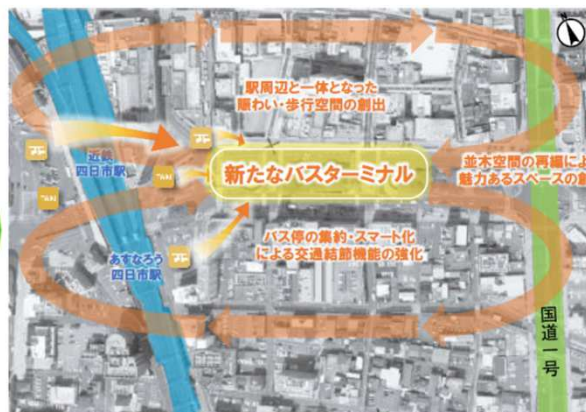 駅周辺と一体となった
賑わい・歩行空間の創出
近鉄
四日市駅
新たなバスターミナル
並木空間の再編によ
魅力あるスペースの創
バス停の集約・スマート化
による交通結節機能の強化
あすなろう
四日市駅
国道一号